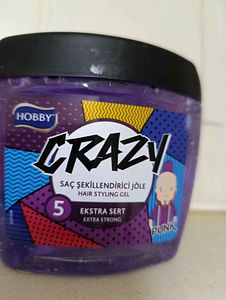 HOBBY
CRAZY
SAÇ ŞEKİLLENDİRİCİ JÖLE
HAIR STYLING GEL
5
EKSTRA SERT
EXTRA STRONG
PUNK